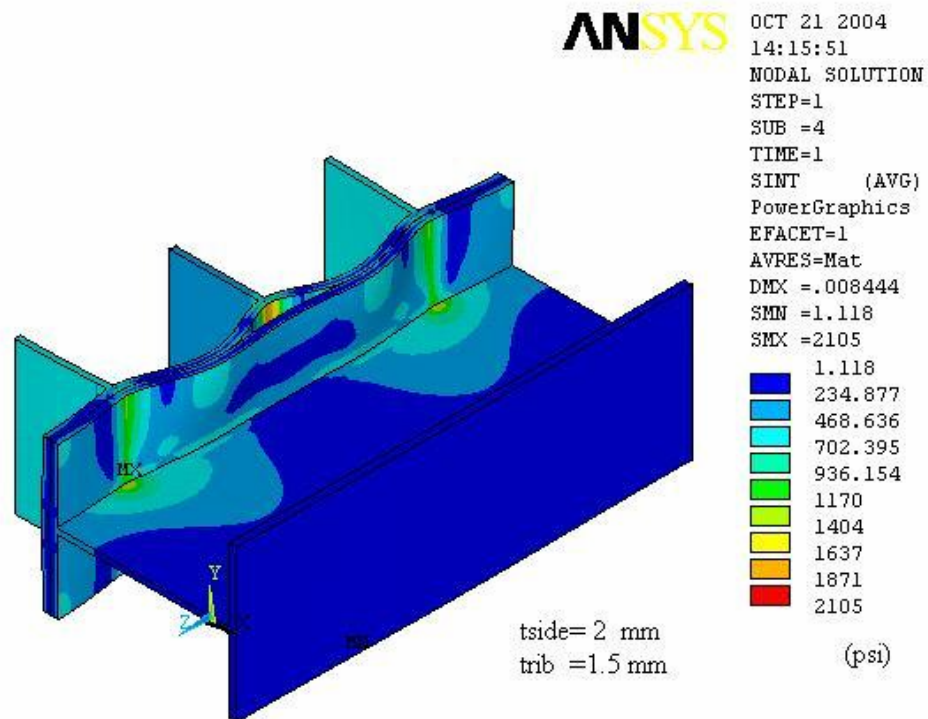 ANSYS
OCT 21 2004
14:15:51
NODAL SOLUTION
STEP=1
SUB =4
TIME=1
SINT (AVG)
PowerGraphics
EFACET=1
AVRES=Mat
DMX =.008444
SMN =1.118
SMX =2105
1.118
234.877
468.636
702.395
936.154
1170
1404
1637
1871
2105
(psi)
MX
Y
Z
X
MN
tside= 2 mm
trib =1.5 mm